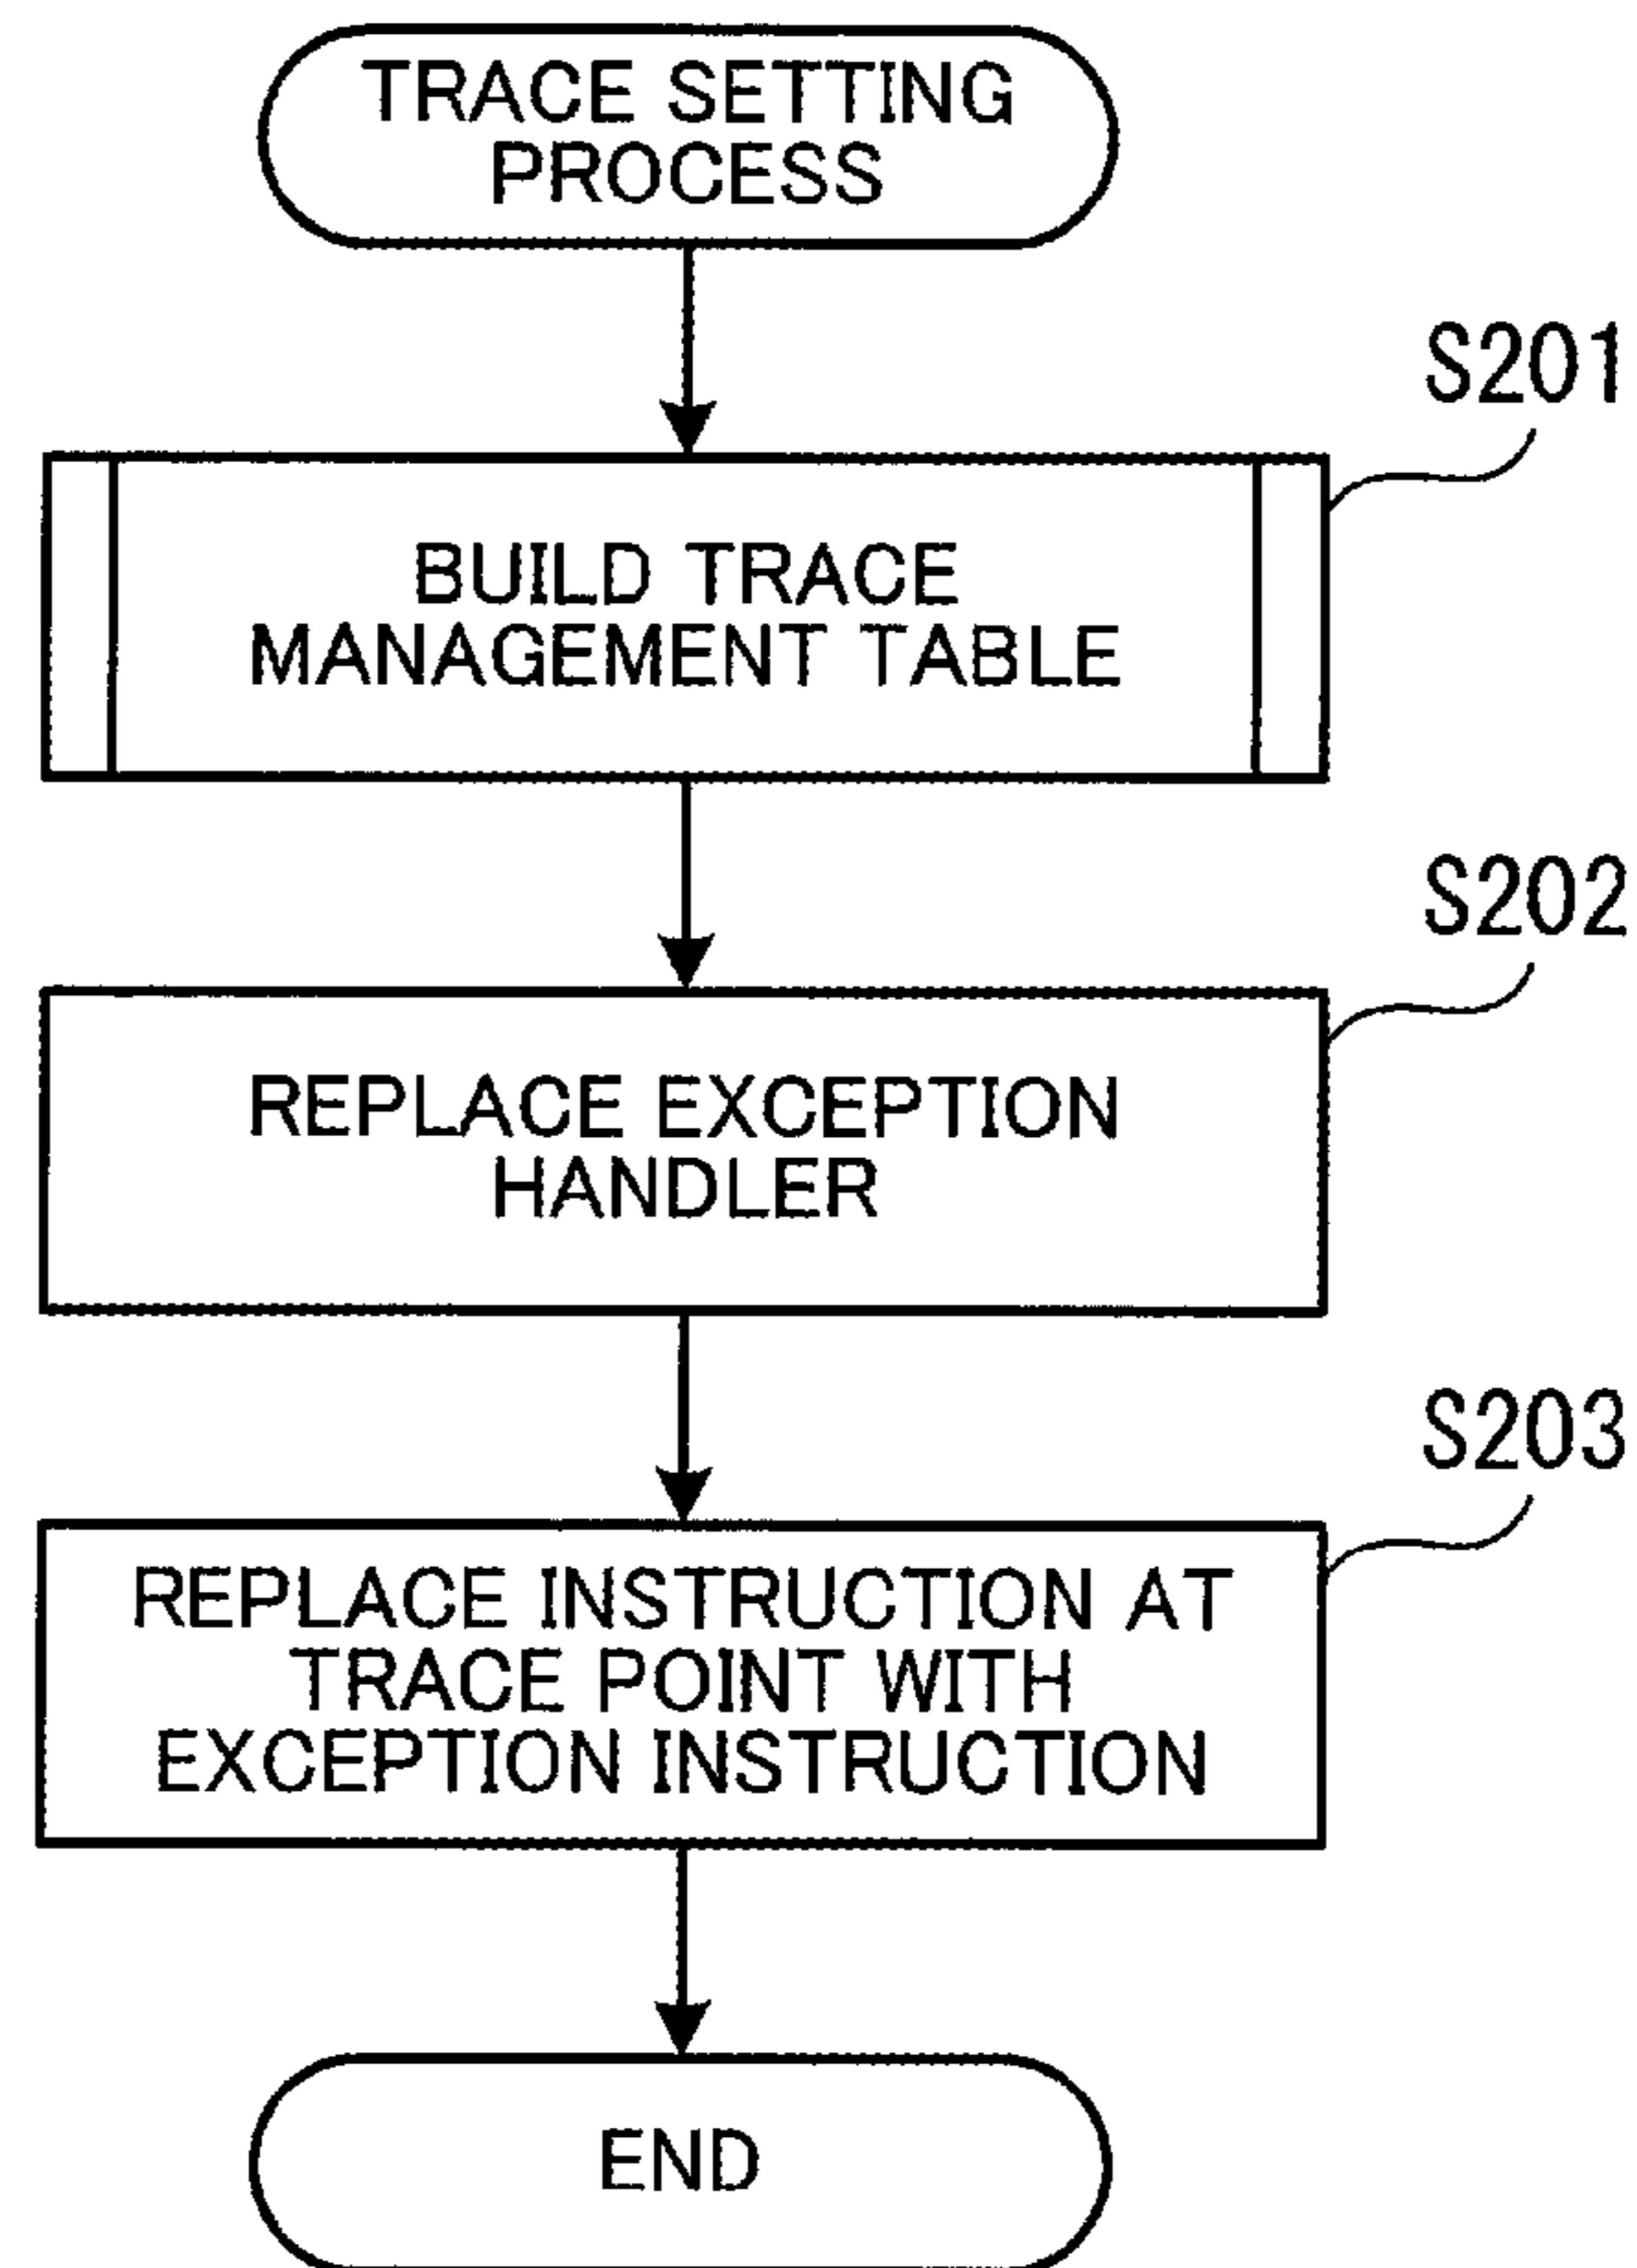 TRACE SETTING
PROCESS
S201
BUILD TRACE
MANAGEMENT TABLE
S202
REPLACE EXCEPTION
HANDLER
S203
REPLACE INSTRUCTION AT
TRACE POINT WITH
EXCEPTION INSTRUCTION
END